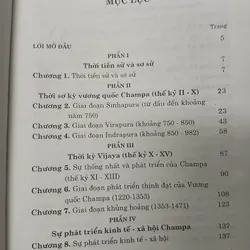 MỤC LỤC
Trang
LỜI MỞ ĐẦU 5
PHẦN I
Thời tiền sử và sơ sử 7
Chương 1. Thời tiền sử và sơ sử 7
PHẦN II
Thời sơ kỳ vương quốc Champa (thế kỷ II - X) 23
Chương 2. Giai đoạn Sinhapura (từ đầu đến khoảng
năm 750) 23
Chương 3. Giai đoạn Virapura (khoảng 750 - 850) 43
Chương 4. Giai đoạn Indrapura (khoảng 850 - 982) 58
PHẦN III
Thời kỳ Vijaya (thế kỷ X - XV) 87
Chương 5. Sự thống nhất và phát triển của Champa
(thế kỷ XI - XIII) 90
Chương 6. Giai đoạn phát triển thịnh đạt của Vương
quốc Champa (1220-1353) 108
Chương 7. Giai đoạn khủng hoảng (1353-1471) 123
PHẦN IV
Sự phát triển kinh tế - xã hội Champa 137
Chương 8. Sự phát triển kinh tế - xã hội 137